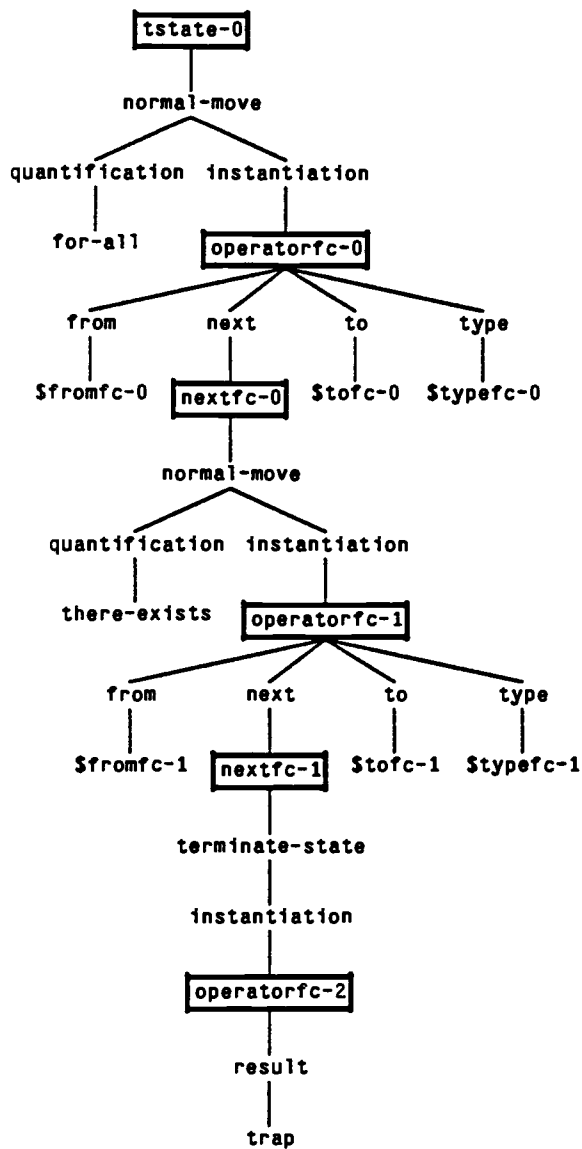 tstate-0
normal-move
quantification instantiation
for-all operatorfc-0
from next to type
$fromfc-0 nextfc-0 $tofc-0 $typefc-0
normal-move
quantification instantiation
there-exists operatorfc-1
from next to type
$fromfc-1 nextfc-1 $tofc-1 $typefc-1
terminate-state
instantiation
operatorfc-2
result
trap